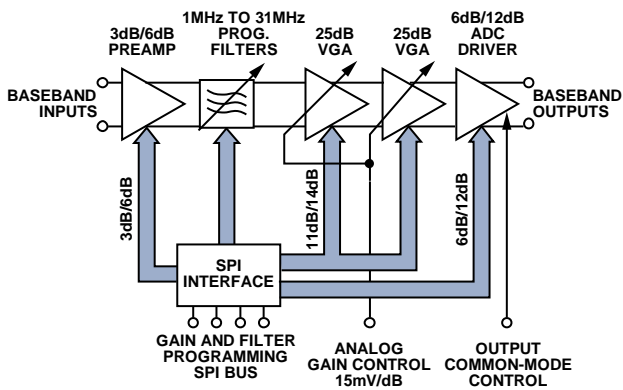 3dB/6dB
PREAMP
1MHz TO 31MHz
PROG.
FILTERS
25dB
VGA
25dB
VGA
6dB/12dB
ADC
DRIVER
BASEBAND
INPUTS
BASEBAND
OUTPUTS
3dB/6dB
11dB/14dB
6dB/12dB
SPI
INTERFACE
GAIN AND FILTER
PROGRAMMING
SPI BUS
ANALOG
GAIN CONTROL
15mV/dB
OUTPUT
COMMON-MODE
CONTROL